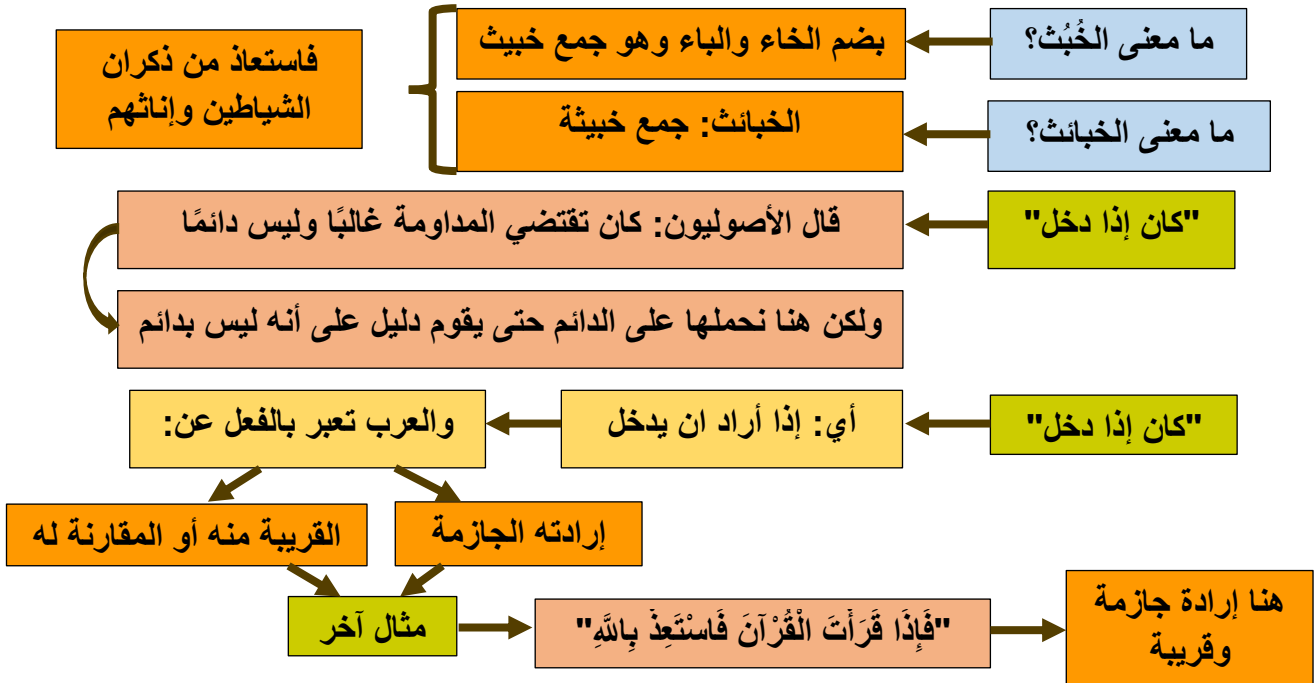 ما معنى الخُبُث؟
بضم الخاء والباء وهو جمع خبيث
ما معنى الخبائث؟
الخبائث: جمع خبيثة
فاستعاذ من ذكران
الشياطين وإناثهم
"كان إذا دخل"
قال الأصوليون: كان تقتضي المداومة غالبًا وليس دائمًا
ولكن هنا نحملها على الدائم حتى يقوم دليل على أنه ليس بدائم
"كان إذا دخل"
أي: إذا أراد ان يدخل
والعرب تعبر بالفعل عن:
إرادته الجازمة
القريبة منه أو المقارنة له
مثال آخر
"فَإِذَا قَرَأْتَ الْقُرْآنَ فَاسْتَعِذْ بِاللَّهِ"
هنا إرادة جازمة
وقريبة